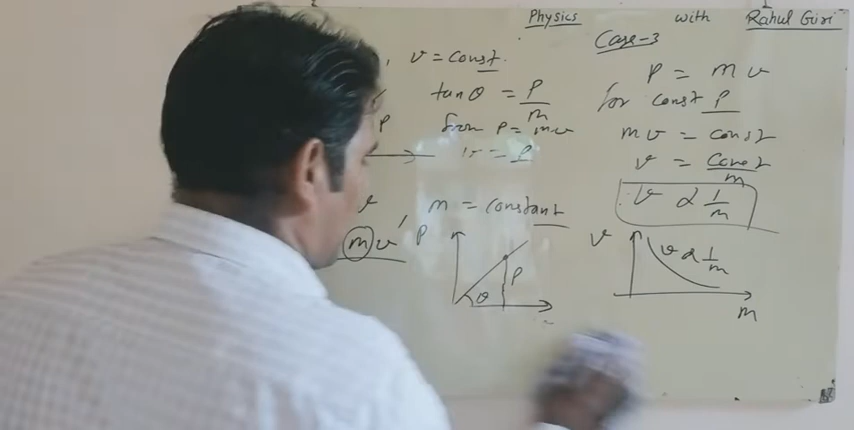 Physics with Rahul Giri
, v = const.
tan θ = P/m
P from P = mv
v = P
v, m = constant
mv
P
P
θ
Case-3
P = mv
for const P
mv = const
v = const/m
v ∝ 1/m
v
v ∝ 1/m
m